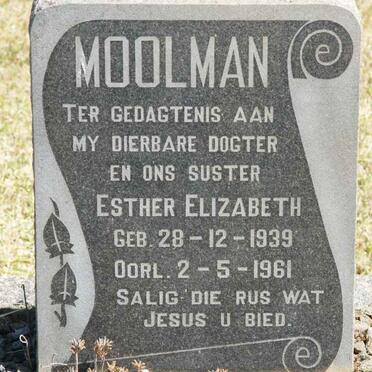 MOOLMAN
TER GEDAGTENIS AAN
MY DIERBARE DOGTER
EN ONS SUSTER
ESTHER ELIZABETH
GEB. 28-12-1939
OORL. 2-5-1961
SALIG DIE RUS WAT
JESUS U BIED.